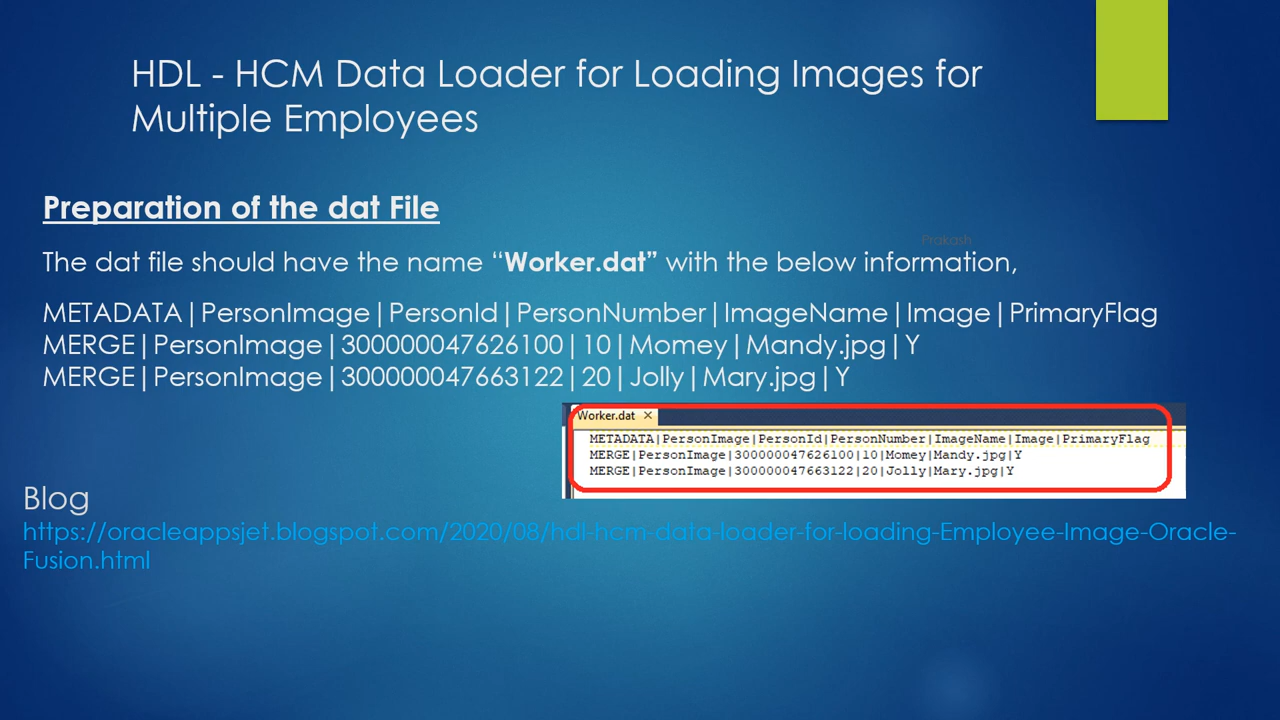 HDL - HCM Data Loader for Loading Images for
Multiple Employees
Preparation of the dat File
Prakash
The dat file should have the name “Worker.dat” with the below information,
METADATA|PersonImage|PersonId|PersonNumber|ImageName|Image|PrimaryFlag
MERGE|PersonImage|300000047626100|10|Momey|Mandy.jpg|Y
MERGE|PersonImage|300000047663122|20|Jolly|Mary.jpg|Y
Worker.dat ×
METADATA|PersonImage|PersonId|PersonNumber|ImageName|Image|PrimaryFlag
MERGE|PersonImage|300000047626100|10|Momey|Mandy.jpg|Y
MERGE|PersonImage|300000047663122|20|Jolly|Mary.jpg|Y
Blog
https://oracleappsjet.blogspot.com/2020/08/hdl-hcm-data-loader-for-loading-Employee-Image-Oracle-
Fusion.html